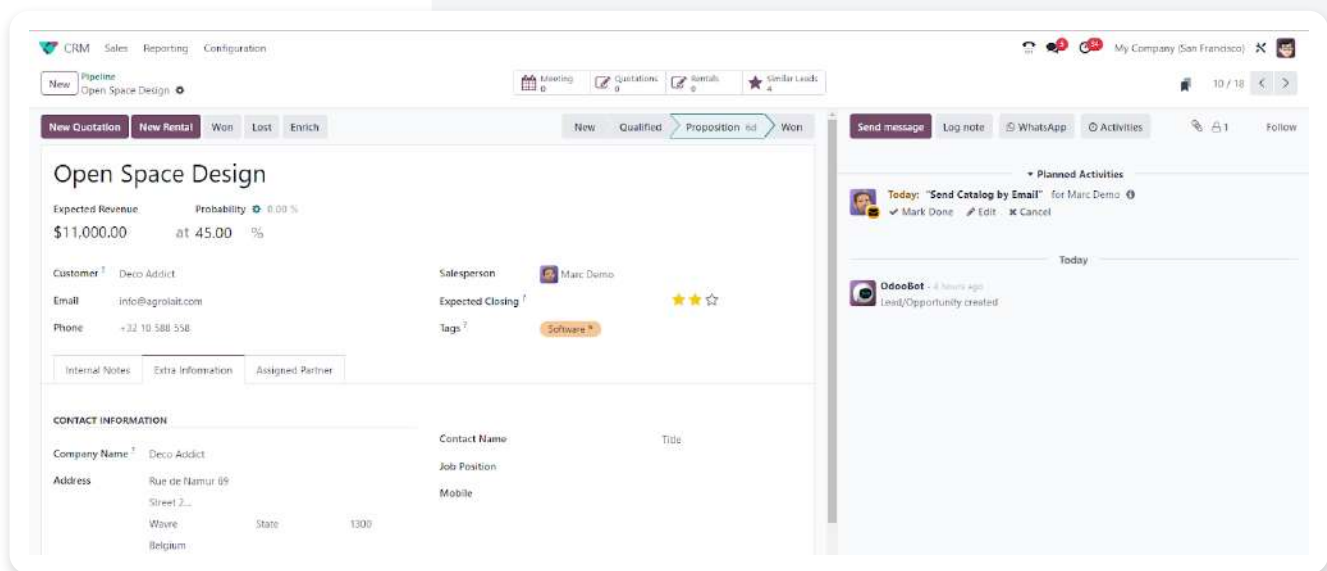 CRM Sales Reporting Configuration
My Company (San Francisco)
New
Pipeline
Open Space Design
Meeting
0
Quotations
0
Rentals
0
Similar Leads
4
10 / 18
New Quotation New Rental Won Lost Enrich
New Qualified Proposition 6d Won
Open Space Design
Expected Revenue Probability 0.00 %
$11,000.00 at 45.00 %
Customer ? Deco Addict
Email info@agrolait.com
Phone +32 10 588 558
Salesperson Marc Demo
Expected Closing ?
Tags ? Software
Internal Notes Extra Information Assigned Partner
CONTACT INFORMATION
Company Name ? Deco Addict
Address Rue de Namur 69
Street 2...
Wavre State 1300
Belgium
Contact Name Title
Job Position
Mobile
Send message Log note WhatsApp Activities 1 Follow
Planned Activities
Today: "Send Catalog by Email" for Marc Demo
Mark Done Edit Cancel
Today
OdooBot - 4 hours ago
Lead/Opportunity created